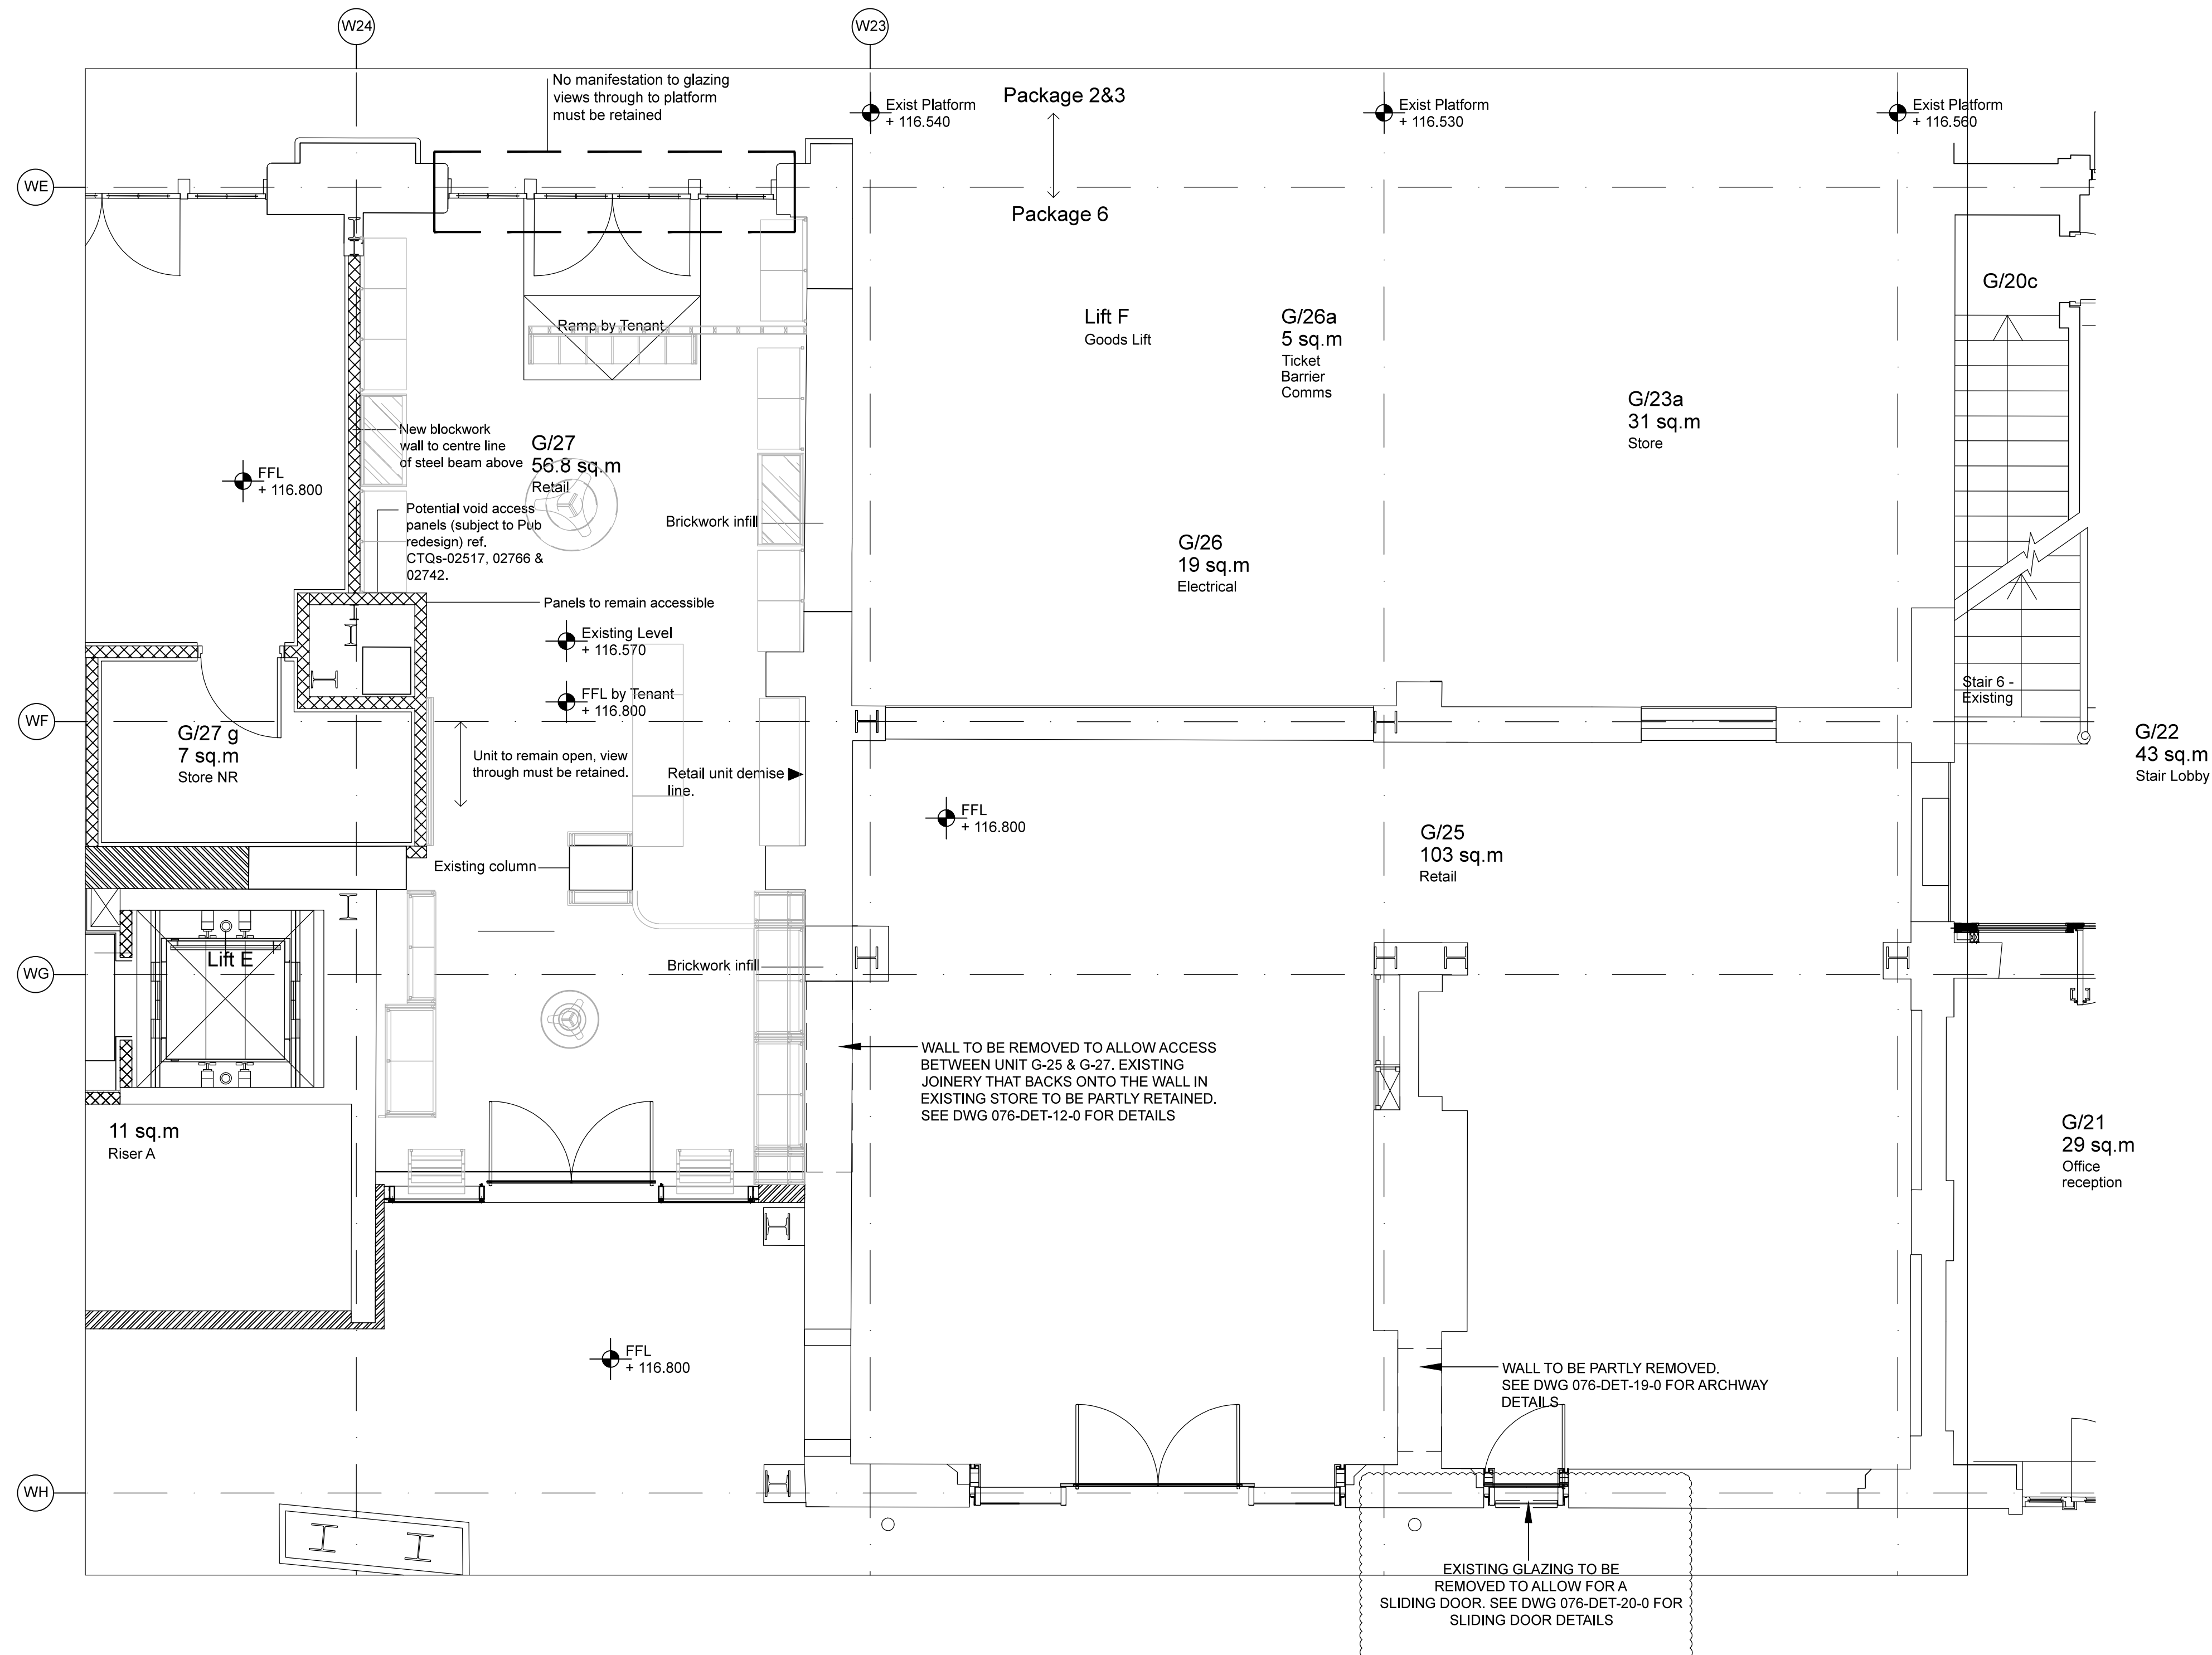 W24
W23
No manifestation to glazing
views through to platform
must be retained
Exist Platform
+ 116.540
Package 2&3
Exist Platform
+ 116.530
Exist Platform
+ 116.560
WE
Package 6
G/20c
Ramp by Tenant
Lift F
Goods Lift
G/26a
5 sq.m
Ticket
Barrier
Comms
G/23a
31 sq.m
Store
New blockwork
wall to centre line
of steel beam above
G/27
56.8 sq.m
Retail
FFL
+ 116.800
Potential void access
panels (subject to Pub
redesign) ref.
CTQs-02517, 02766 &
02742.
Brickwork infill
G/26
19 sq.m
Electrical
Panels to remain accessible
Existing Level
+ 116.570
FFL by Tenant
+ 116.800
Stair 6 -
Existing
WF
G/27 g
7 sq.m
Store NR
Unit to remain open, view
through must be retained.
Retail unit demise
line.
G/22
43 sq.m
Stair Lobby
FFL
+ 116.800
G/25
103 sq.m
Retail
Existing column
Lift E
WG
Brickwork infill
WALL TO BE REMOVED TO ALLOW ACCESS
BETWEEN UNIT G-25 & G-27. EXISTING
JOINERY THAT BACKS ONTO THE WALL IN
EXISTING STORE TO BE PARTLY RETAINED.
SEE DWG 076-DET-12-0 FOR DETAILS
11 sq.m
Riser A
G/21
29 sq.m
Office
reception
FFL
+ 116.800
WALL TO BE PARTLY REMOVED.
SEE DWG 076-DET-19-0 FOR ARCHWAY
DETAILS
WH
EXISTING GLAZING TO BE
REMOVED TO ALLOW FOR A
SLIDING DOOR. SEE DWG 076-DET-20-0 FOR
SLIDING DOOR DETAILS